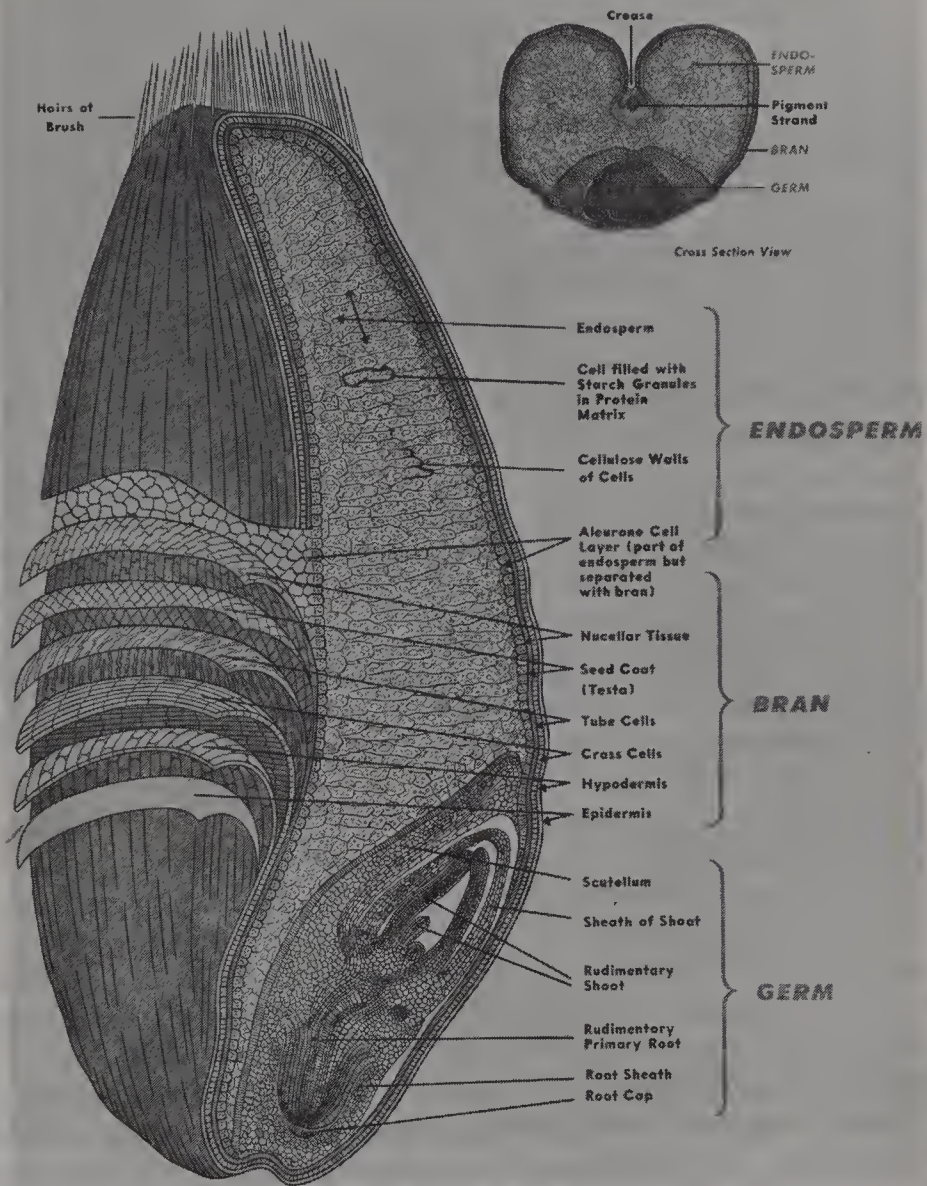 Crease
ENDO-
SPERM
Hairs of
Brush
Pigment
Strand
BRAN
GERM
Cross Section View
Endosperm
Cell filled with
Starch Granules
in Protein
Matrix
ENDOSPERM
Cellulose Walls
of Cells
Aleurone Cell
Layer (part of
endosperm but
separated
with bran)
Nucellar Tissue
Seed Coat
(Testa)
BRAN
Tube Cells
Cross Cells
Hypodermis
Epidermis
Scutellum
Sheath of Shoot
Rudimentary
Shoot
GERM
Rudimentary
Primary Root
Root Sheath
Root Cap